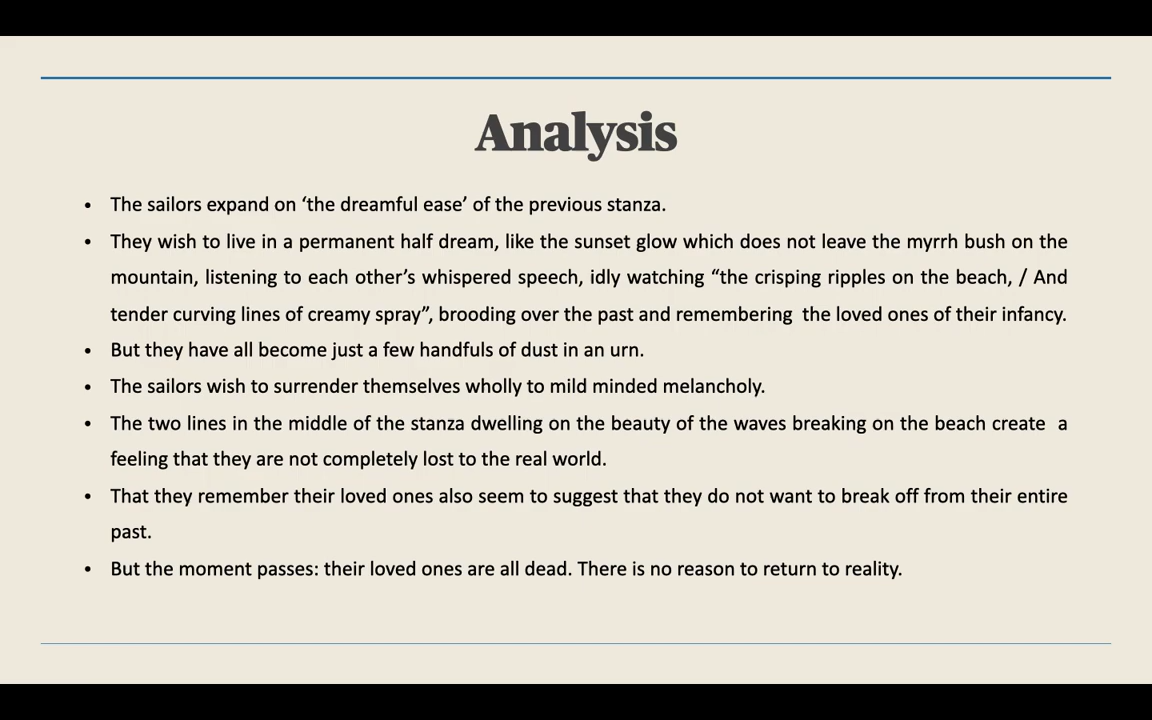 Analysis
• The sailors expand on ‘the dreamful ease’ of the previous stanza.
• They wish to live in a permanent half dream, like the sunset glow which does not leave the myrrh bush on the
mountain, listening to each other’s whispered speech, idly watching “the crisping ripples on the beach, / And
tender curving lines of creamy spray”, brooding over the past and remembering  the loved ones of their infancy.
• But they have all become just a few handfuls of dust in an urn.
• The sailors wish to surrender themselves wholly to mild minded melancholy.
• The two lines in the middle of the stanza dwelling on the beauty of the waves breaking on the beach create  a
feeling that they are not completely lost to the real world.
• That they remember their loved ones also seem to suggest that they do not want to break off from their entire
past.
• But the moment passes: their loved ones are all dead. There is no reason to return to reality.